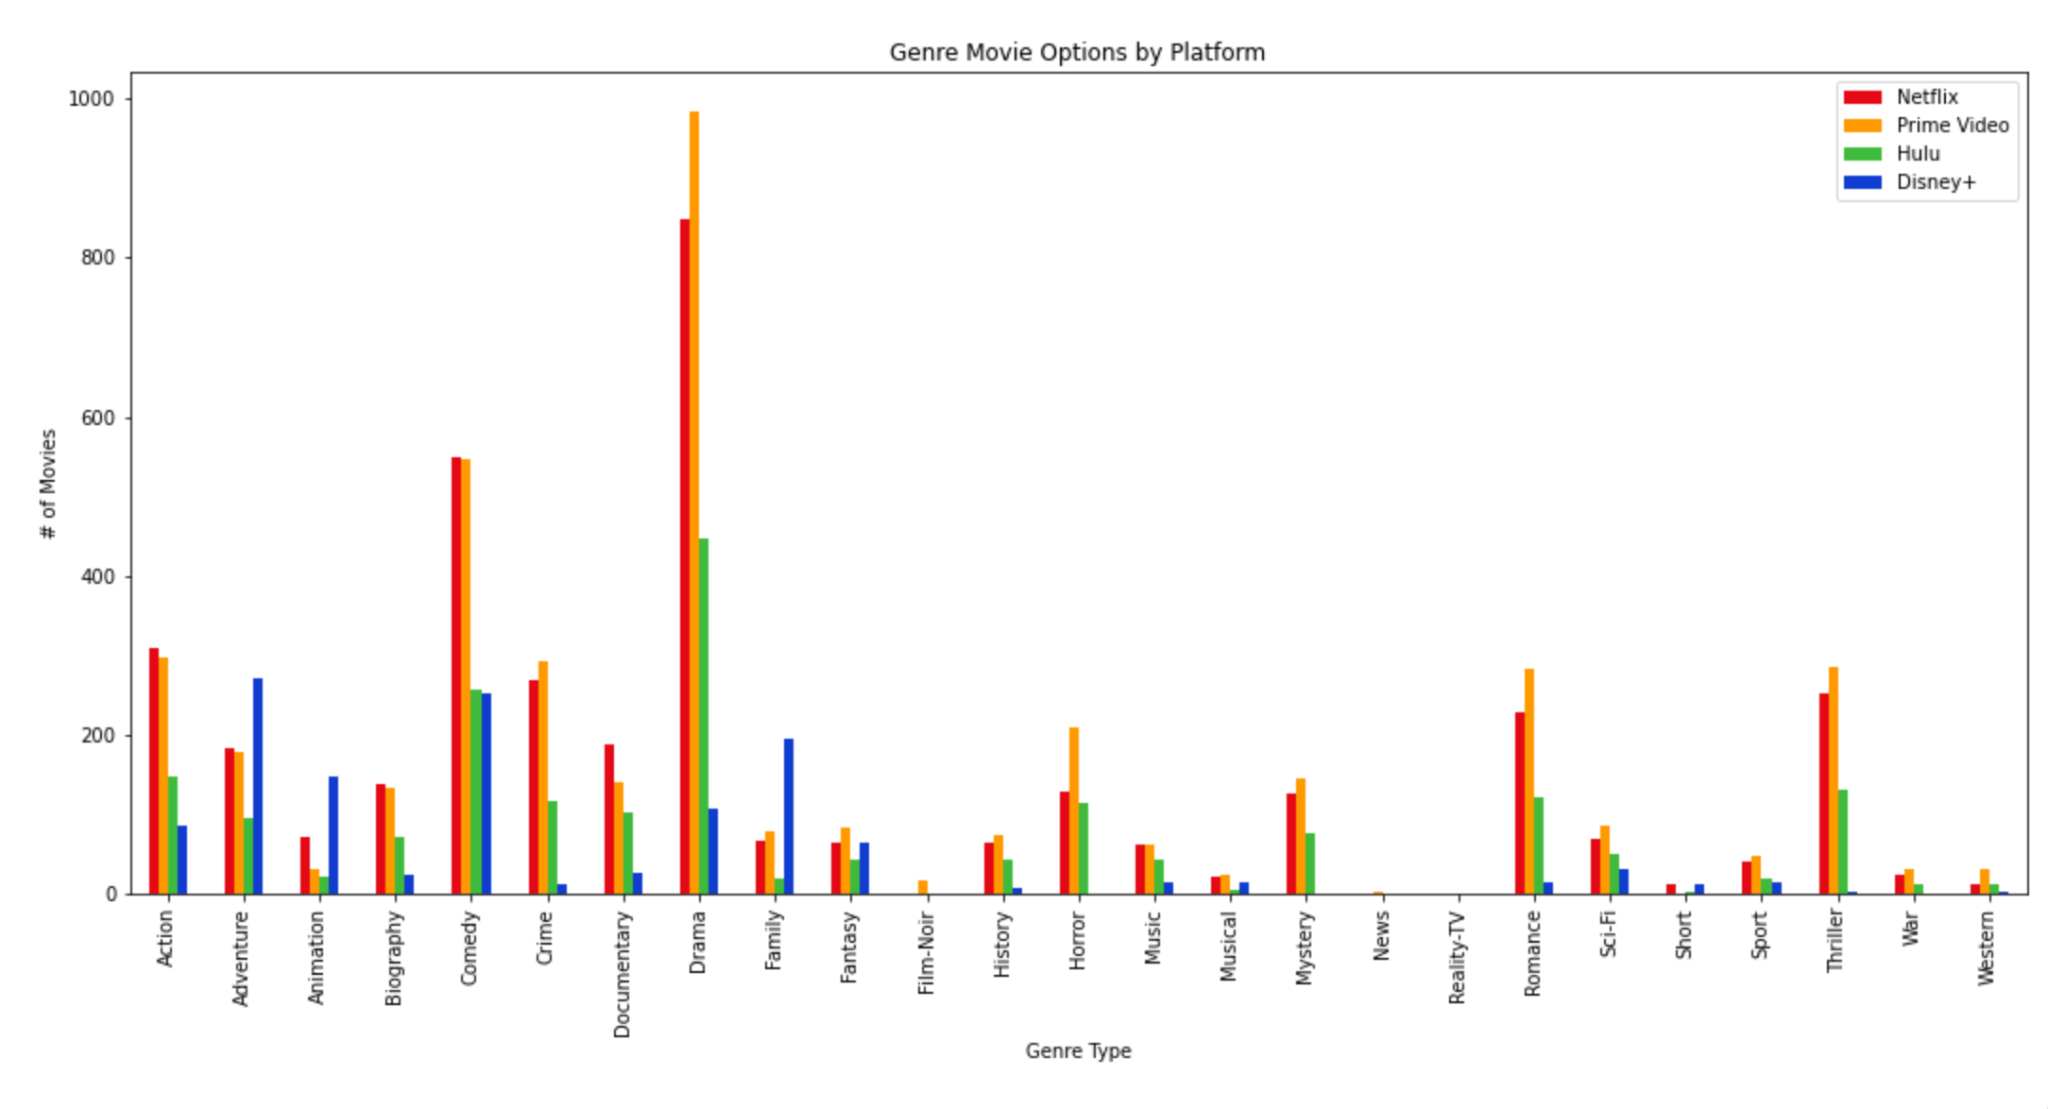 Genre Movie Options by Platform
Netflix
Prime Video
Hulu
Disney+
1000
800
600
400
200
0
# of Movies
Action
Adventure
Animation
Biography
Comedy
Crime
Documentary
Drama
Family
Fantasy
Film-Noir
History
Horror
Music
Musical
Mystery
News
Reality-TV
Romance
Sci-Fi
Short
Sport
Thriller
War
Western
Genre Type